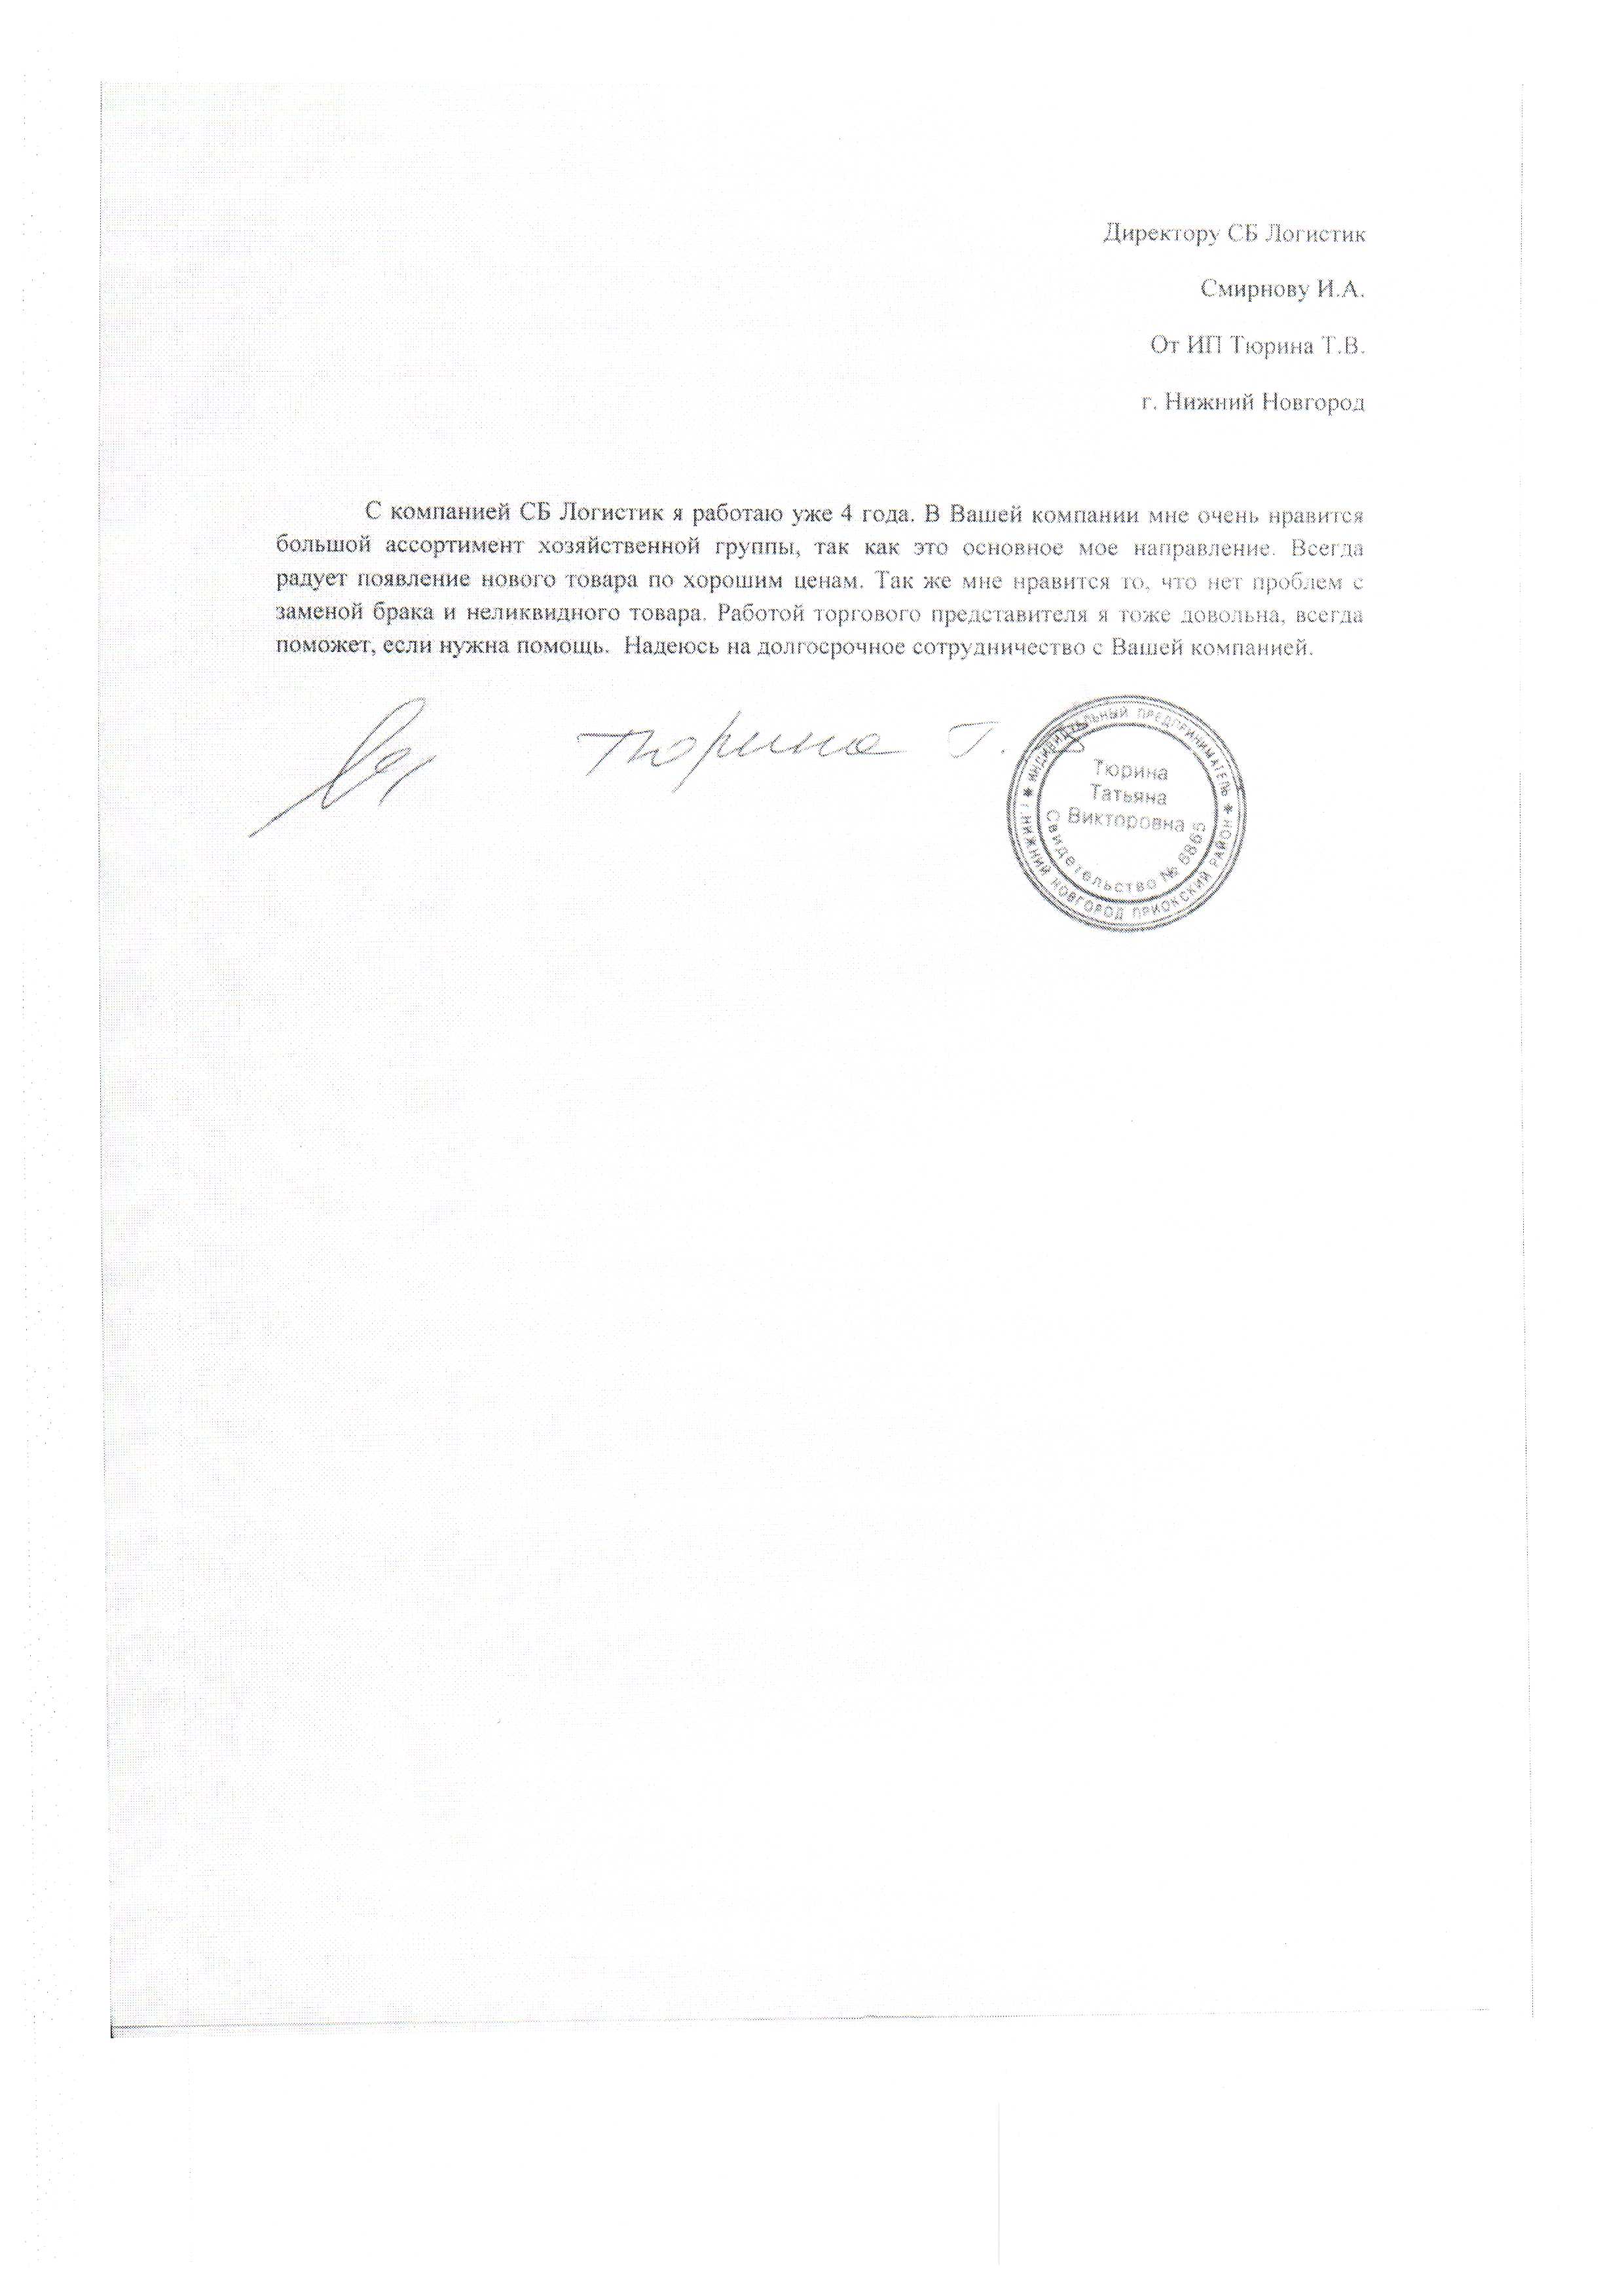 Директору СБ Логистик
Смирнову И.А.
От ИП Тюрина Т.В.
г. Нижний Новгород
С компанией СБ Логистик я работаю уже 4 года. В Вашей компании мне очень нравится
большой ассортимент хозяйственной группы, так как это основное мое направление. Всегда
радует появление нового товара по хорошим ценам. Так же мне нравится то, что нет проблем с
заменой брака и неликвидного товара. Работой торгового представителя я тоже довольна, всегда
поможет, если нужна помощь.  Надеюсь на долгосрочное сотрудничество с Вашей компанией.
Тюрина Т.
ИНДИВИДУАЛЬНЫЙ ПРЕДПРИНИМАТЕЛЬ
Тюрина
Татьяна
Викторовна
Свидетельство № 6865
НИЖНИЙ НОВГОРОД ПРИОКСКИЙ РАЙОН